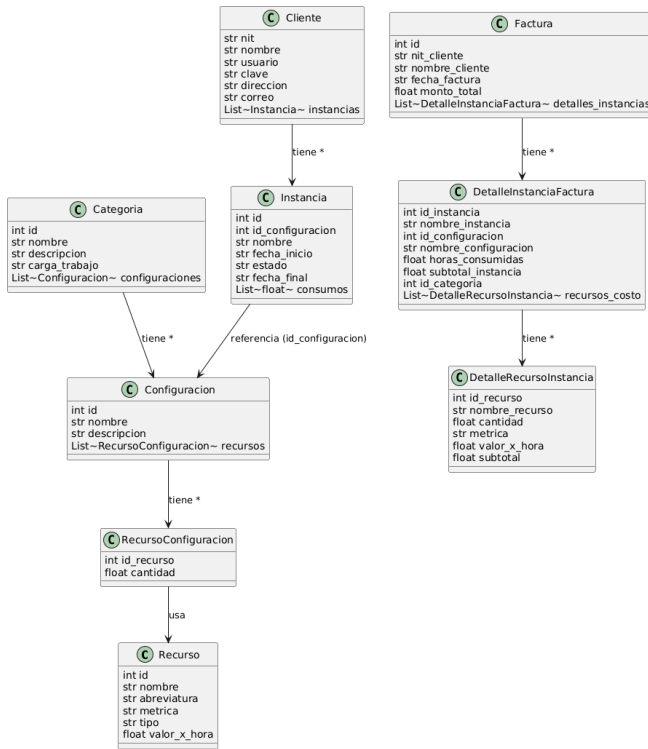 C Cliente
str nit
str nombre
str usuario
str clave
str direccion
str correo
List~Instancia~ instancias
C Factura
int id
str nit_cliente
str nombre_cliente
str fecha_factura
float monto_total
List~DetalleInstanciaFactura~ detalles_instancias
tiene *
tiene *
C Categoria
int id
str nombre
str descripcion
str carga_trabajo
List~Configuracion~ configuraciones
C Instancia
int id
int id_configuracion
str nombre
str fecha_inicio
str estado
str fecha_final
List~float~ consumos
C DetalleInstanciaFactura
int id_instancia
str nombre_instancia
int id_configuracion
str nombre_configuracion
float horas_consumidas
float subtotal_instancia
int id_categoria
List~DetalleRecursoInstancia~ recursos_costo
tiene *
referencia (id_configuracion)
tiene *
C Configuracion
int id
str nombre
str descripcion
List~RecursoConfiguracion~ recursos
C DetalleRecursoInstancia
int id_recurso
str nombre_recurso
float cantidad
str metrica
float valor_x_hora
float subtotal
tiene *
C RecursoConfiguracion
int id_recurso
float cantidad
usa
C Recurso
int id
str nombre
str abreviatura
str metrica
str tipo
float valor_x_hora